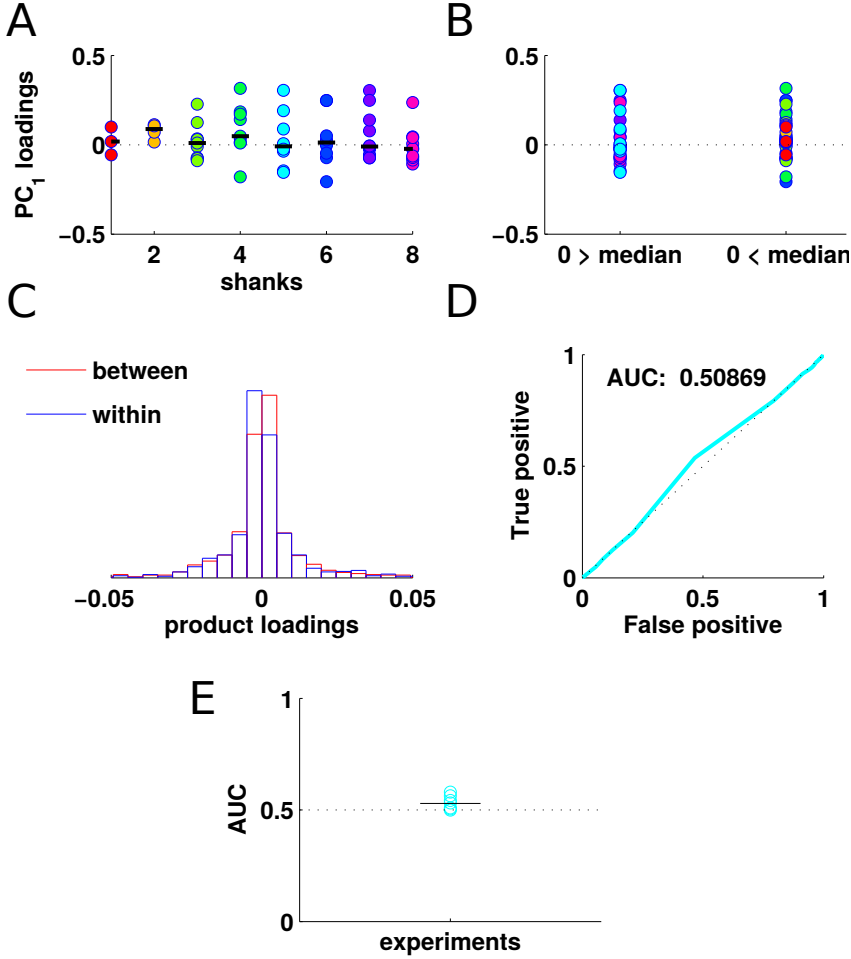 A
0.5
0
−0.5
PC1 loadings
2 4 6 8
shanks
B
0.5
0
−0.5
0 > median 0 < median
C
between
within
−0.05 0 0.05
product loadings
D
1
0.5
0
True positive
AUC: 0.50869
0 0.5 1
False positive
E
1
0.5
0
AUC
experiments